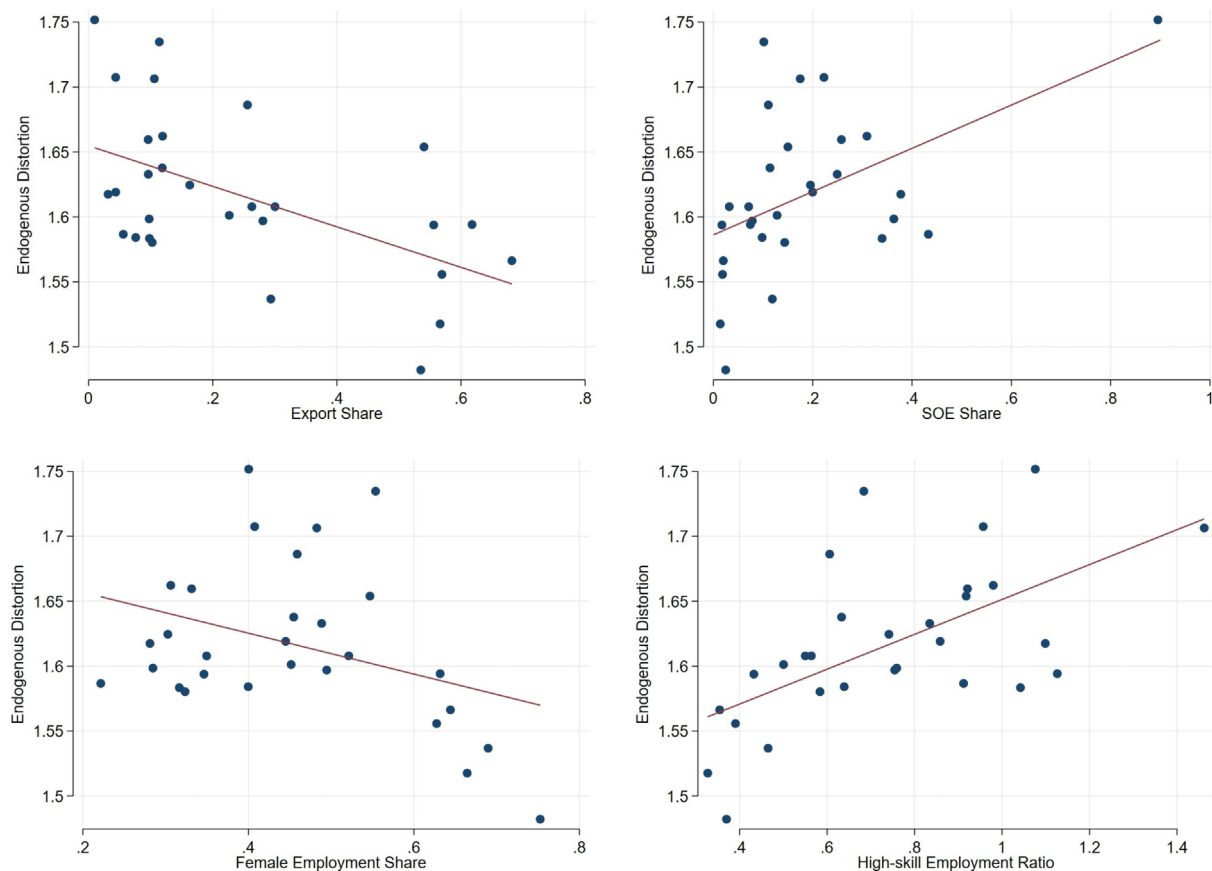 Endogenous Distortion
1.75
1.7
1.65
1.6
1.55
1.5
0 .2 .4 .6 .8
Export Share
Endogenous Distortion
1.75
1.7
1.65
1.6
1.55
1.5
0 .2 .4 .6 .8 1
SOE Share
Endogenous Distortion
1.75
1.7
1.65
1.6
1.55
1.5
.2 .4 .6 .8
Female Employment Share
Endogenous Distortion
1.75
1.7
1.65
1.6
1.55
1.5
.4 .6 .8 1 1.2 1.4
High-skill Employment Ratio